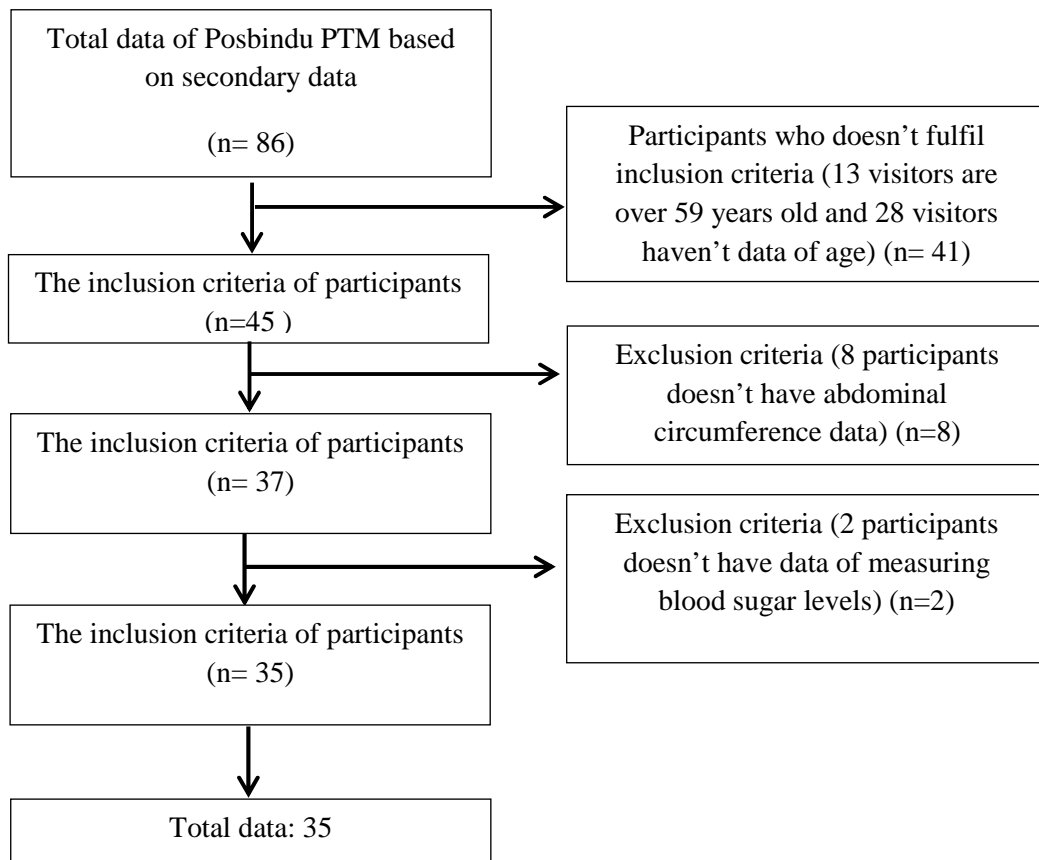 Total data of Posbindu PTM based
on secondary data
(n= 86)
Participants who doesn’t fulfil
inclusion criteria (13 visitors are
over 59 years old and 28 visitors
haven’t data of age) (n= 41)
The inclusion criteria of participants
(n=45 )
Exclusion criteria (8 participants
doesn’t have abdominal
circumference data) (n=8)
The inclusion criteria of participants
(n= 37)
Exclusion criteria (2 participants
doesn’t have data of measuring
blood sugar levels) (n=2)
The inclusion criteria of participants
(n= 35)
Total data: 35